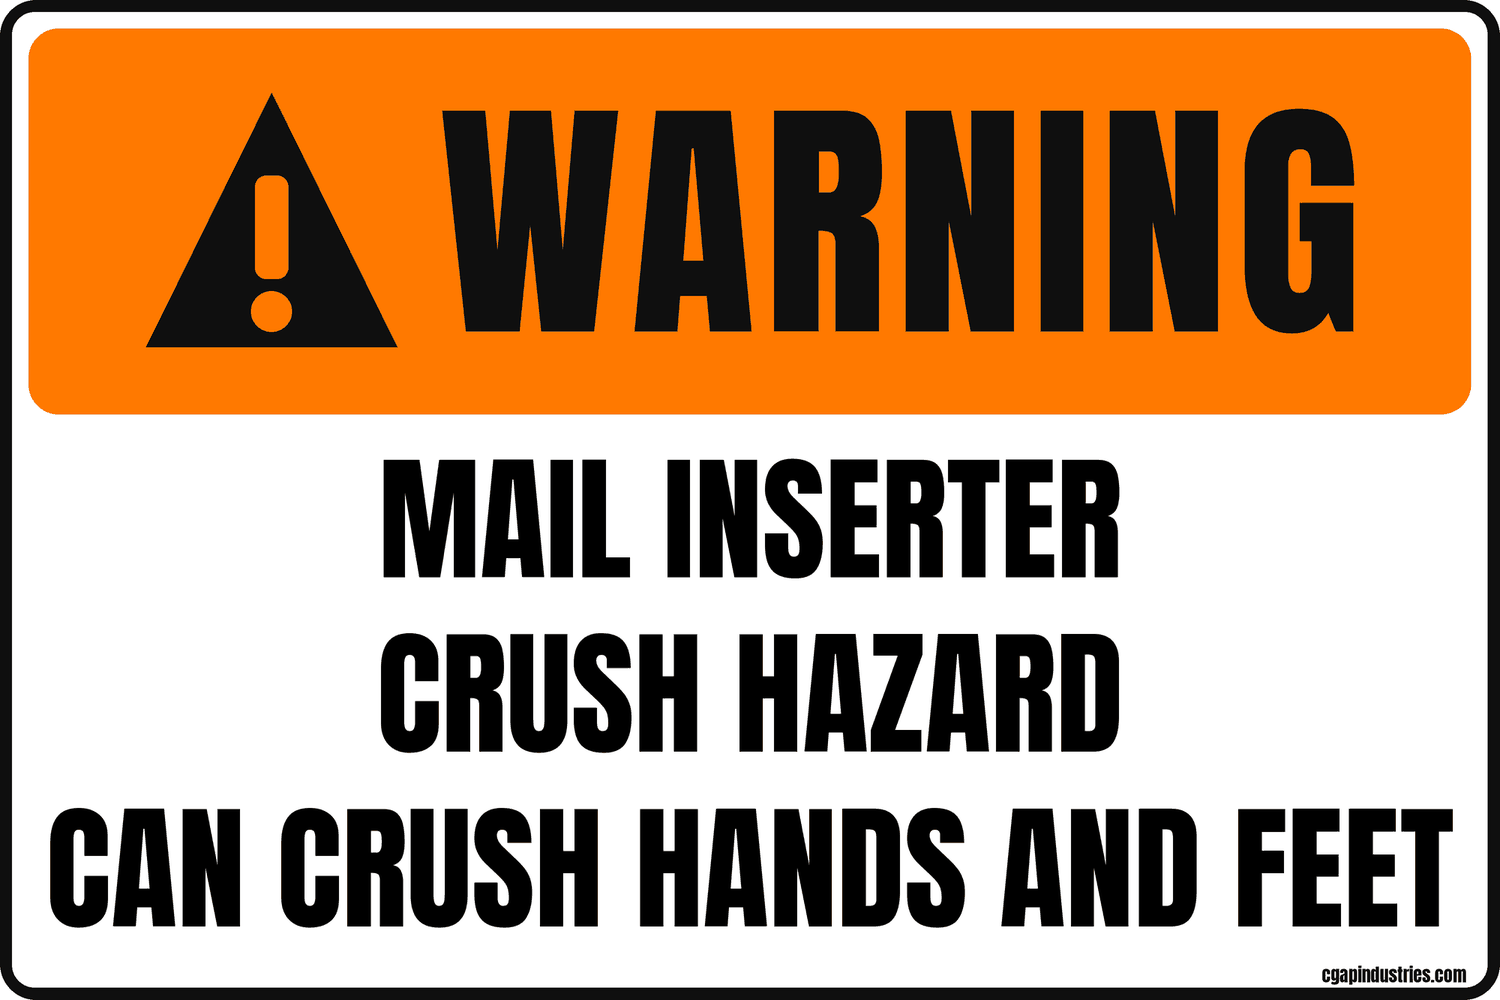 WARNING
MAIL INSERTER
CRUSH HAZARD
CAN CRUSH HANDS AND FEET
cgapindustries.com